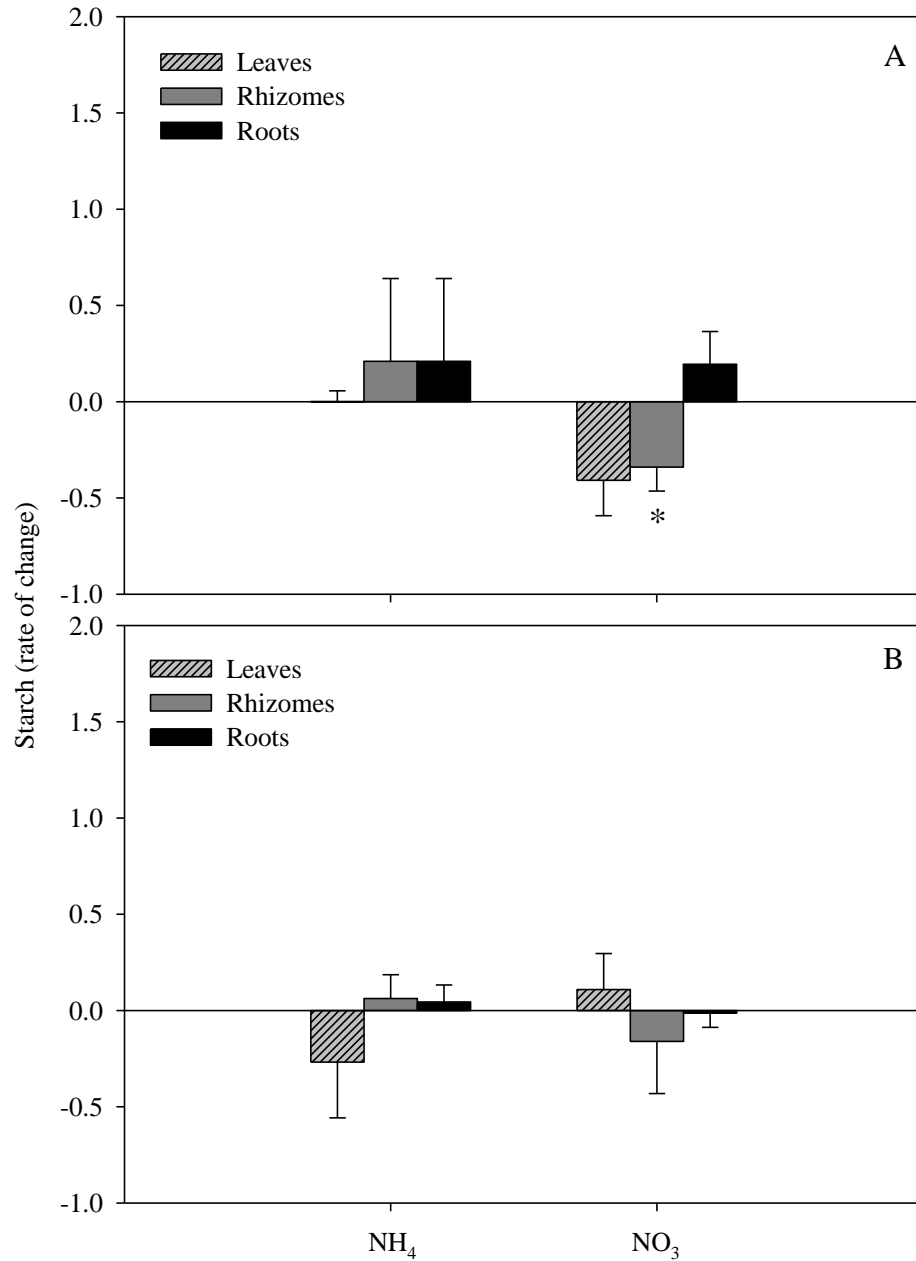 2.0
A
Leaves
1.5
Rhizomes
Roots
1.0
0.5
0.0
-0.5
*
-1.0
Starch (rate of change)
2.0
B
Leaves
Rhizomes
1.5
Roots
1.0
0.5
0.0
-0.5
-1.0
NH₄ NO₃